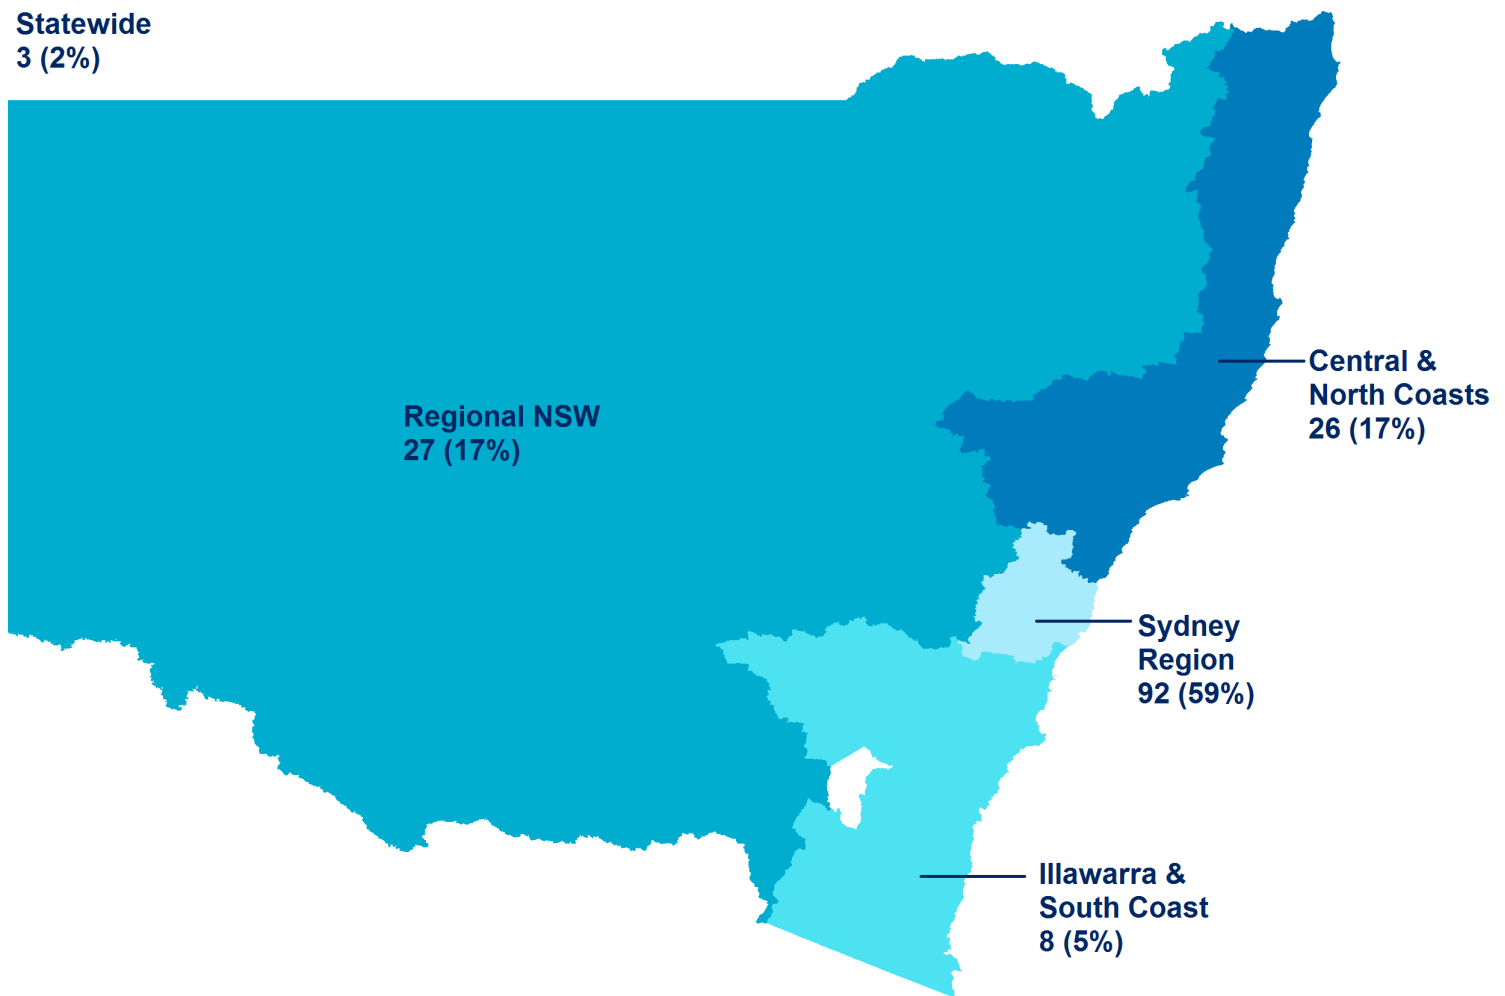 Statewide
3 (2%)
Regional NSW
27 (17%)
Central &
North Coasts
26 (17%)
Sydney
Region
92 (59%)
Illawarra &
South Coast
8 (5%)